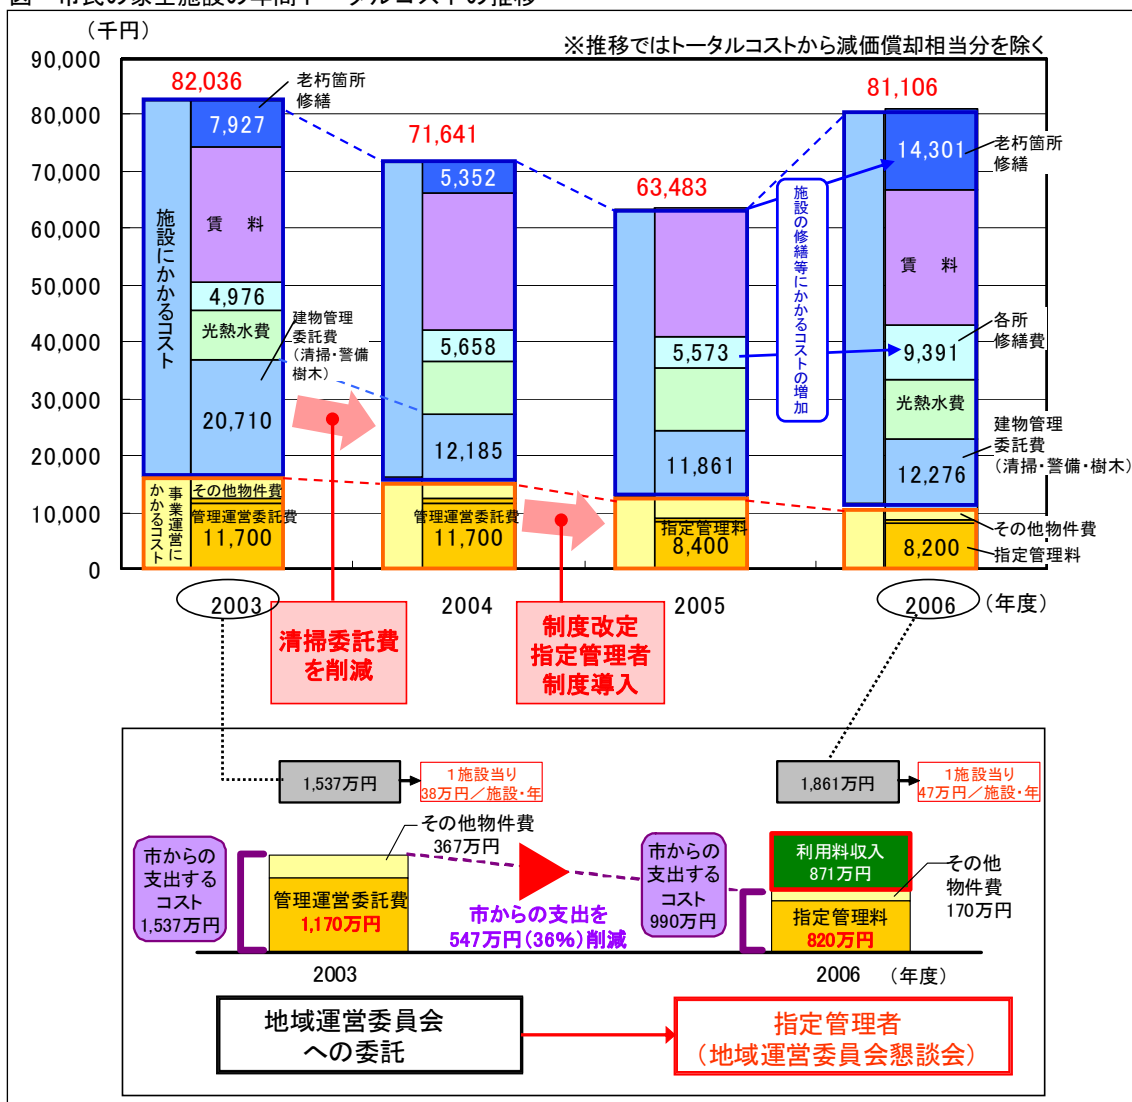 （千円）
※推移ではトータルコストから減価償却相当分を除く
90,000
80,000
70,000
60,000
50,000
40,000
30,000
20,000
10,000
0
82,036
71,641
63,483
81,106
老朽箇所
修繕
7,927
賃　料
4,976
光熱水費
建物管理
委託費
（清掃・警備
樹木）
20,710
施設にかかるコスト
事業運営に
かかるコスト
その他物件費
管理運営委託費
11,700
5,352
5,658
12,185
管理運営委託費
11,700
5,573
11,861
指定管理料
8,400
施設の修繕等にかかるコストの増加
14,301
老朽箇所
修繕
賃　料
各所
修繕費
9,391
光熱水費
建物管理
委託費
（清掃・警備・樹木）
12,276
その他物件費
8,200
指定管理料
2003
2004
2005
2006
（年度）
清掃委託費
を削減
制度改定
指定管理者
制度導入
1,537万円
１施設当り
38万円／施設・年
1,861万円
１施設当り
47万円／施設・年
市からの
支出する
コスト
1,537万円
その他物件費
367万円
管理運営委託費
1,170万円
市からの支出を
547万円（36%）削減
市からの
支出する
コスト
990万円
利用料収入
871万円
その他
物件費
170万円
指定管理料
820万円
2003
2006
（年度）
地域運営委員会
への委託
指定管理者
（地域運営委員会懇談会）